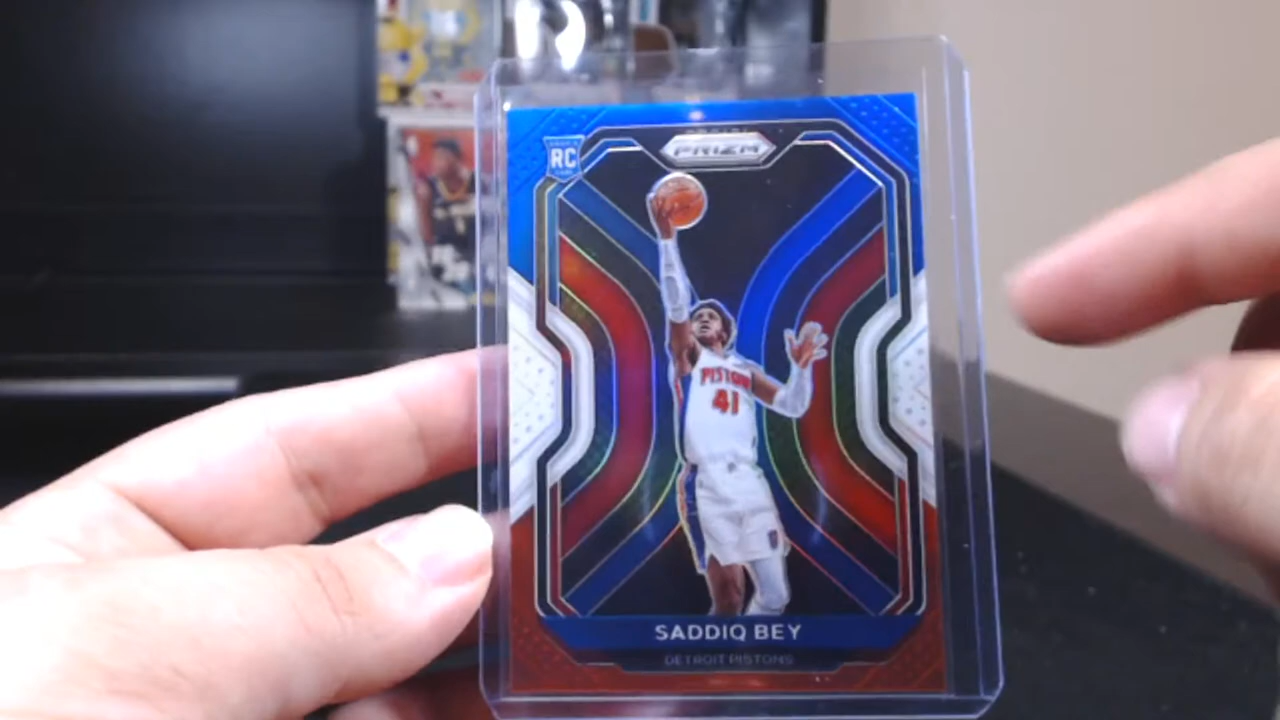 RC
PRIZM
PISTONS
41
SADDIQ BEY
DETROIT PISTONS